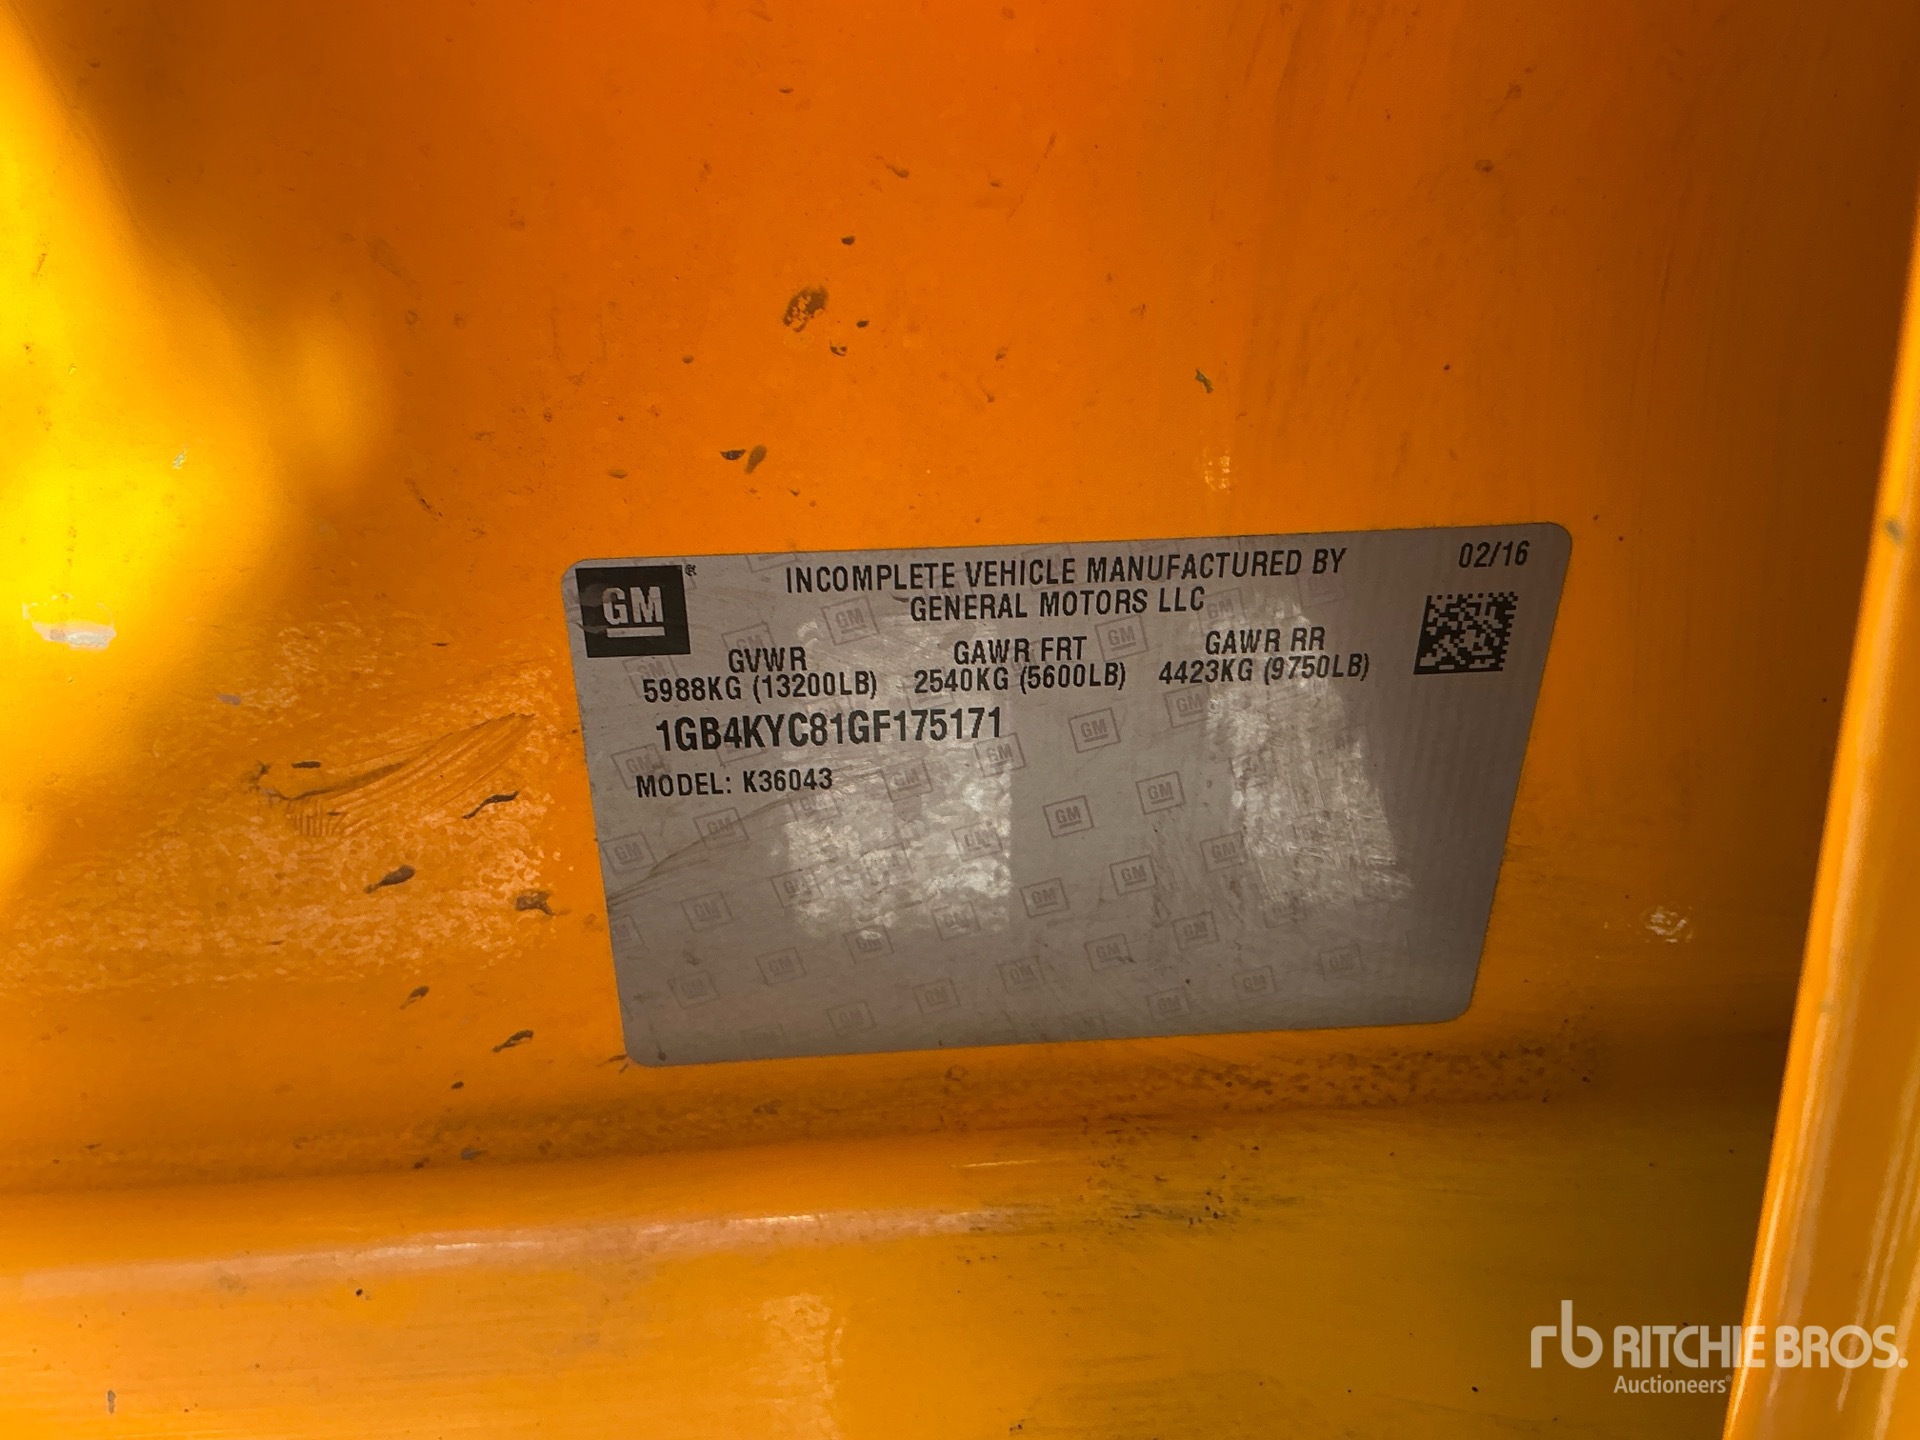 GM®
INCOMPLETE VEHICLE MANUFACTURED BY
GENERAL MOTORS LLC
02/16
GVWR GAWR FRT GAWR RR
5988KG (13200LB) 2540KG (5600LB) 4423KG (9750LB)
1GB4KYC81GF175171
MODEL: K36043
rb RITCHIE BROS.
Auctioneers